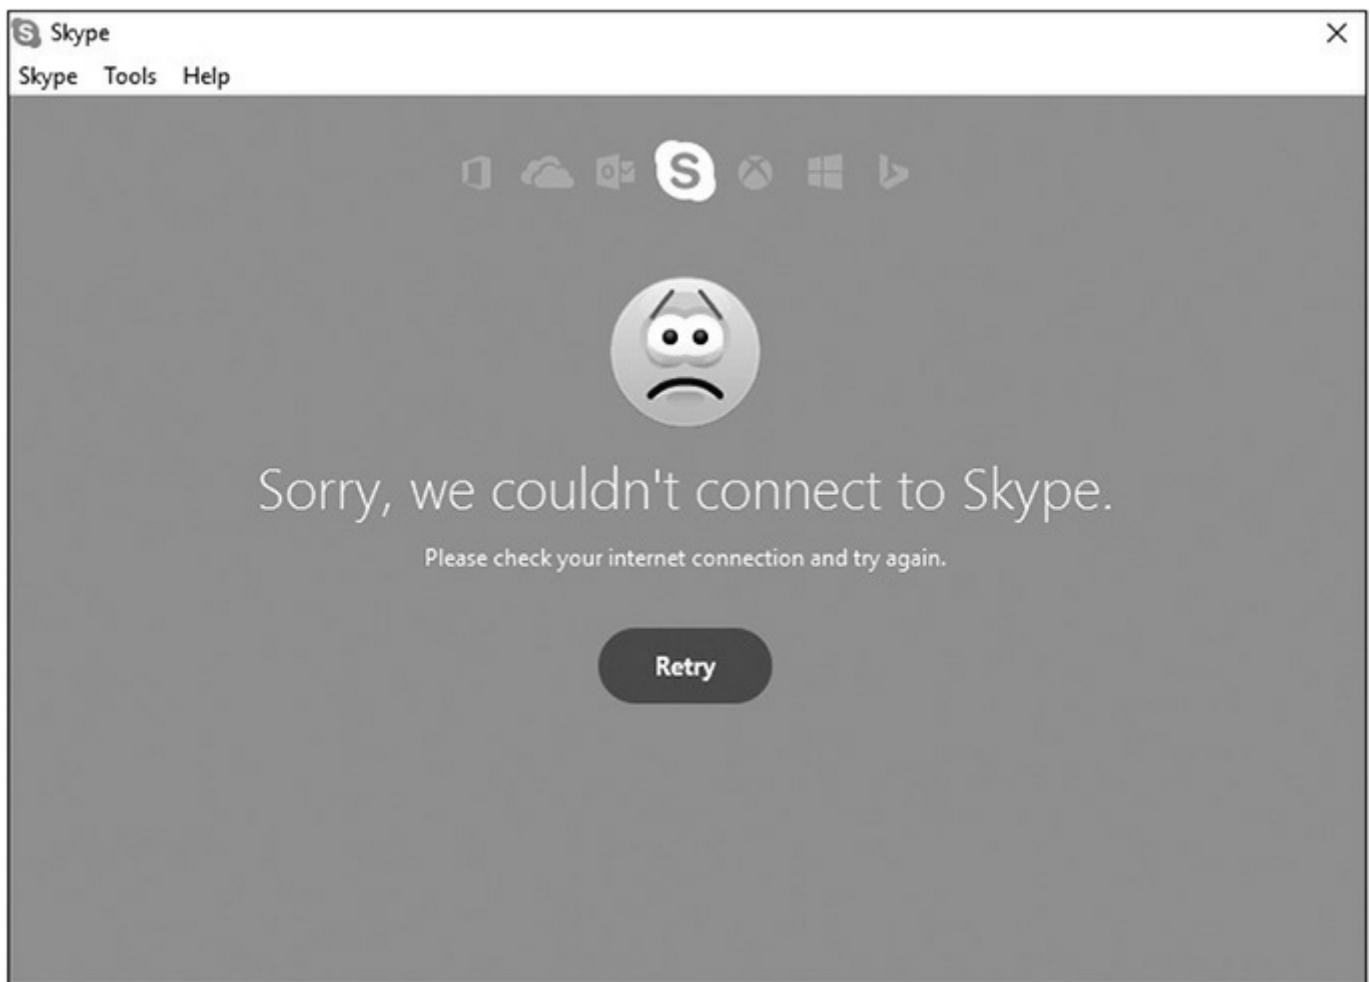 Skype
Skype Tools Help
Sorry, we couldn't connect to Skype.
Please check your internet connection and try again.
Retry